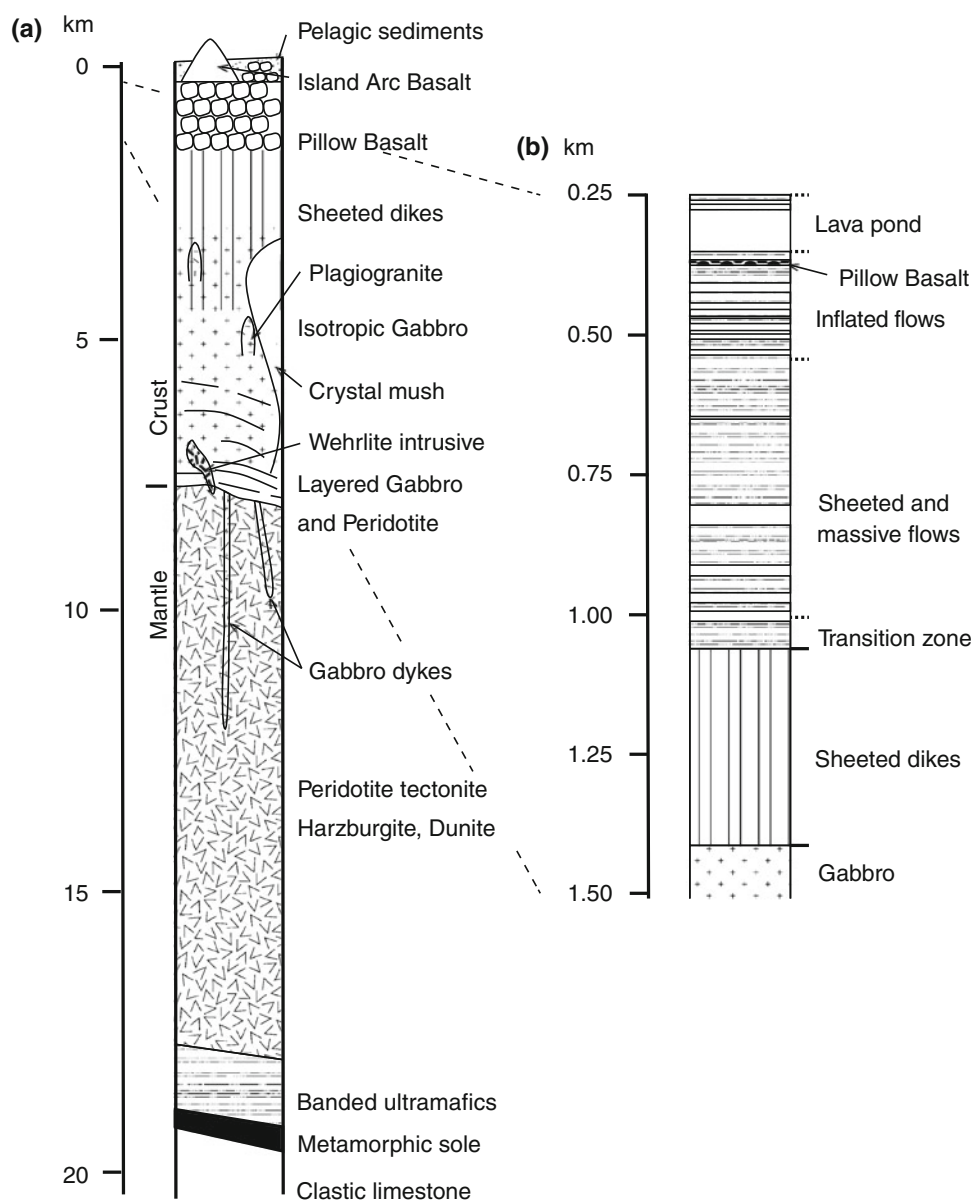 (a) km
0
5
10
15
20
Crust
Mantle
Pelagic sediments
Island Arc Basalt
Pillow Basalt
Sheeted dikes
Plagiogranite
Isotropic Gabbro
Crystal mush
Wehrlite intrusive
Layered Gabbro
and Peridotite
Gabbro dykes
Peridotite tectonite
Harzburgite, Dunite
Banded ultramafics
Metamorphic sole
Clastic limestone
(b) km
0.25
0.50
0.75
1.00
1.25
1.50
Lava pond
Pillow Basalt
Inflated flows
Sheeted and
massive flows
Transition zone
Sheeted dikes
Gabbro